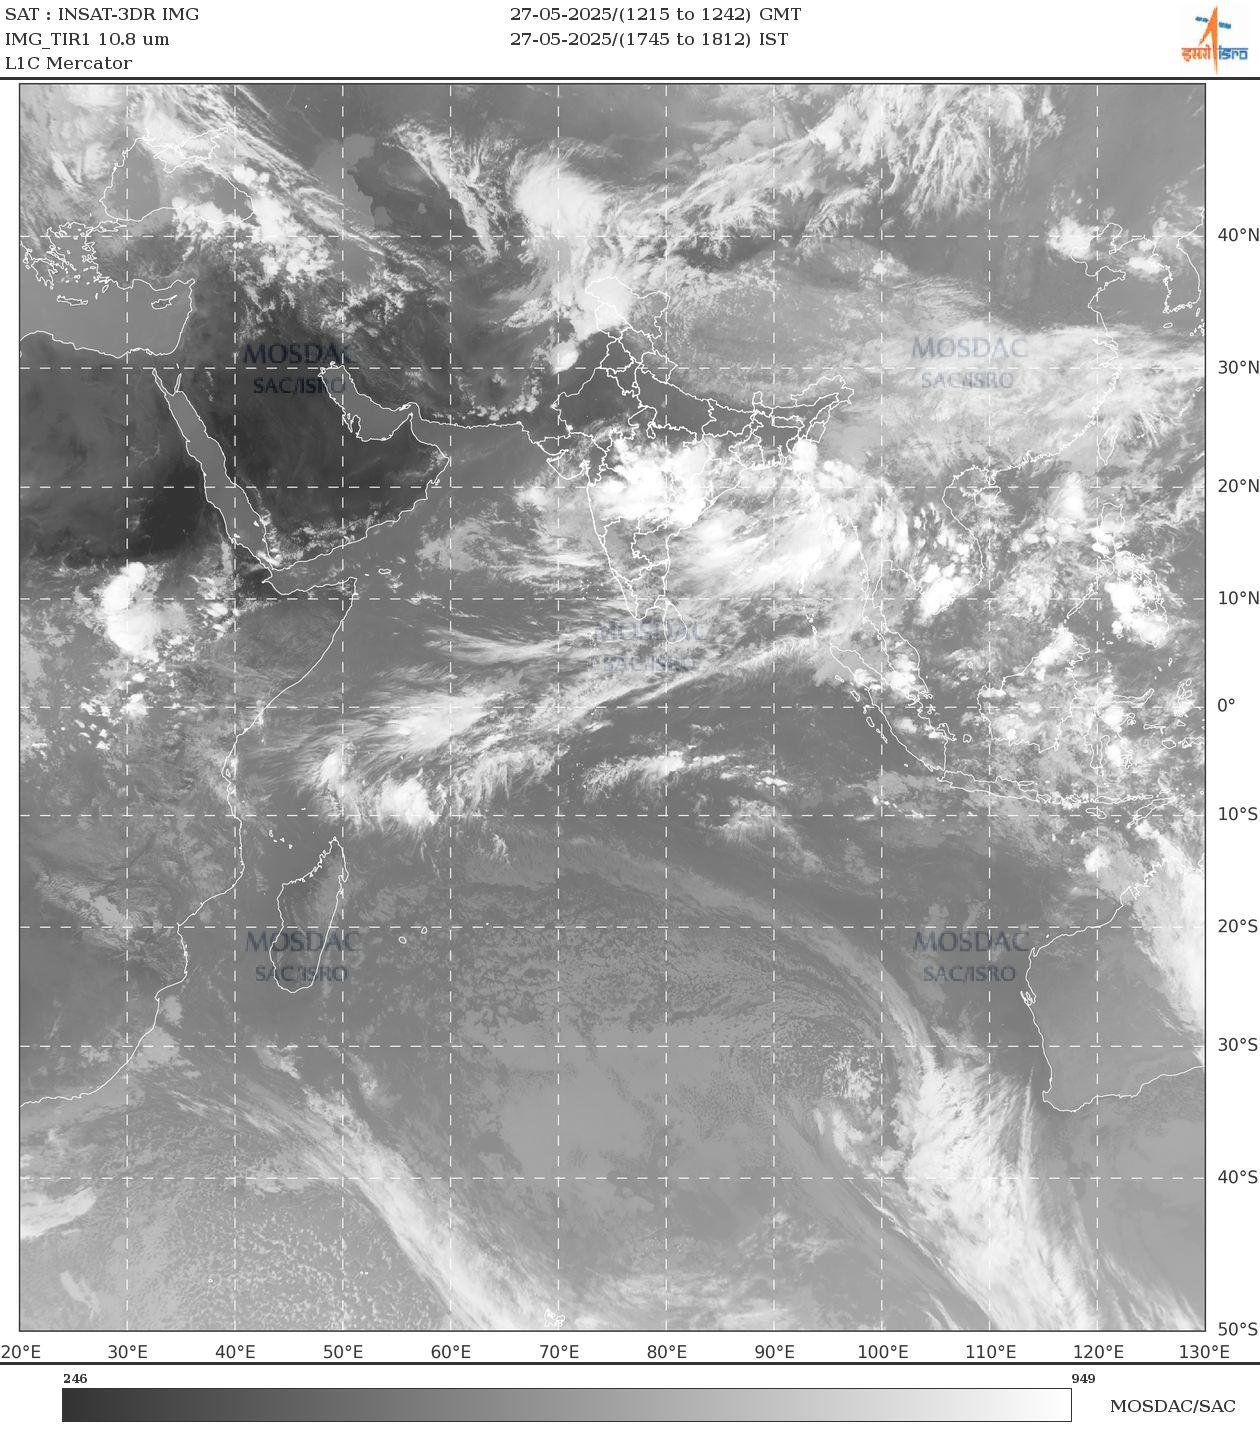 SAT : INSAT-3DR IMG
27-05-2025/(1215 to 1242) GMT
IMG_TIR1 10.8 um
27-05-2025/(1745 to 1812) IST
L1C Mercator
इसरो isro
40°N
MOSDAC
SAC/ISRO
MOSDAC
SAC/ISRO
30°N
20°N
10°N
MOSDAC
SAC/ISRO
0°
10°S
20°S
MOSDAC
SAC/ISRO
MOSDAC
SAC/ISRO
30°S
40°S
50°S
20°E 30°E 40°E 50°E 60°E 70°E 80°E 90°E 100°E 110°E 120°E 130°E
246
949
MOSDAC/SAC